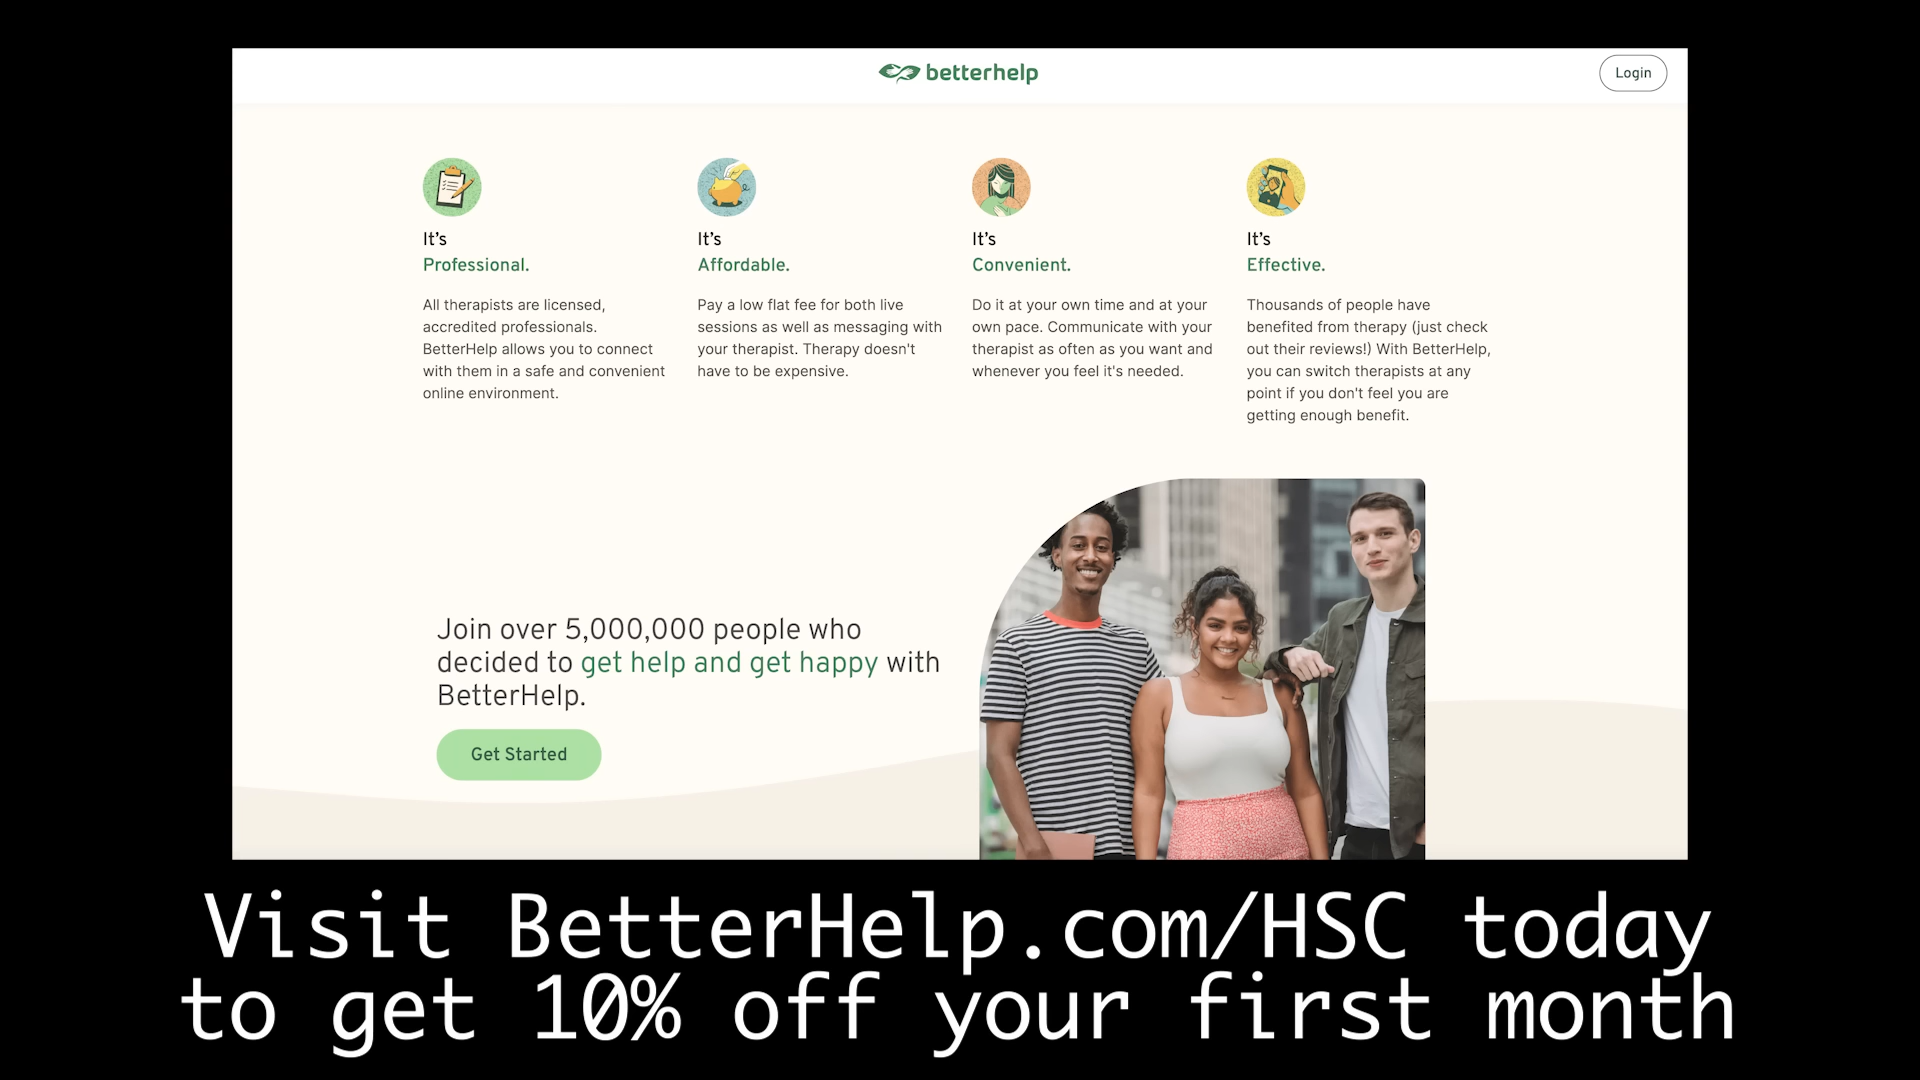 betterhelp
Login
It's
Professional.
All therapists are licensed,
accredited professionals.
BetterHelp allows you to connect
with them in a safe and convenient
online environment.
It's
Affordable.
Pay a low flat fee for both live
sessions as well as messaging with
your therapist. Therapy doesn't
have to be expensive.
It's
Convenient.
Do it at your own time and at your
own pace. Communicate with your
therapist as often as you want and
whenever you feel it's needed.
It's
Effective.
Thousands of people have
benefited from therapy (just check
out their reviews!) With BetterHelp,
you can switch therapists at any
point if you don't feel you are
getting enough benefit.
Join over 5,000,000 people who
decided to get help and get happy with
BetterHelp.
Get Started
Visit BetterHelp.com/HSC today
to get 10% off your first month